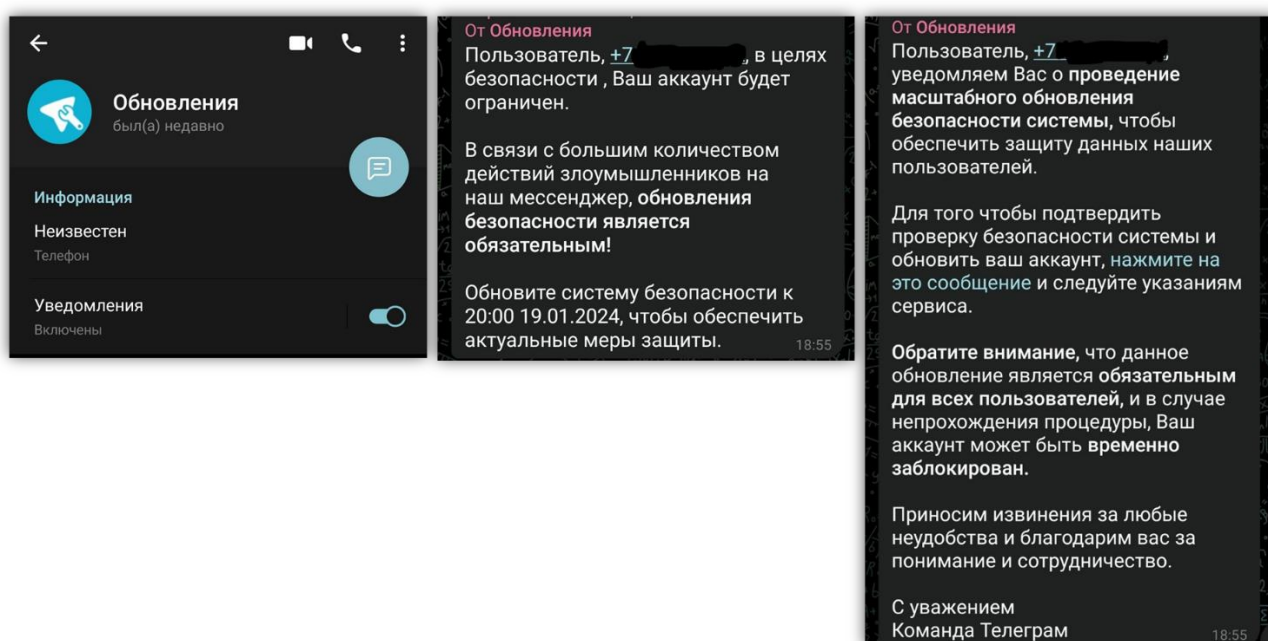 Обновления
был(а) недавно
Информация
Неизвестен
Телефон
Уведомления
Включены
От Обновления
Пользователь, +7, в целях
безопасности , Ваш аккаунт будет
ограничен.
В связи с большим количеством
действий злоумышленников на
наш мессенджер, обновления
безопасности является
обязательным!
Обновите систему безопасности к
20:00 19.01.2024, чтобы обеспечить
актуальные меры защиты.
18:55
От Обновления
Пользователь, +7,
уведомляем Вас о проведение
масштабного обновления
безопасности системы, чтобы
обеспечить защиту данных наших
пользователей.
Для того чтобы подтвердить
проверку безопасности системы и
обновить ваш аккаунт, нажмите на
это сообщение и следуйте указаниям
сервиса.
Обратите внимание, что данное
обновление является обязательным
для всех пользователей, и в случае
непрохождения процедуры, Ваш
аккаунт может быть временно
заблокирован.
Приносим извинения за любые
неудобства и благодарим вас за
понимание и сотрудничество.
С уважением
Команда Телеграм
18:55